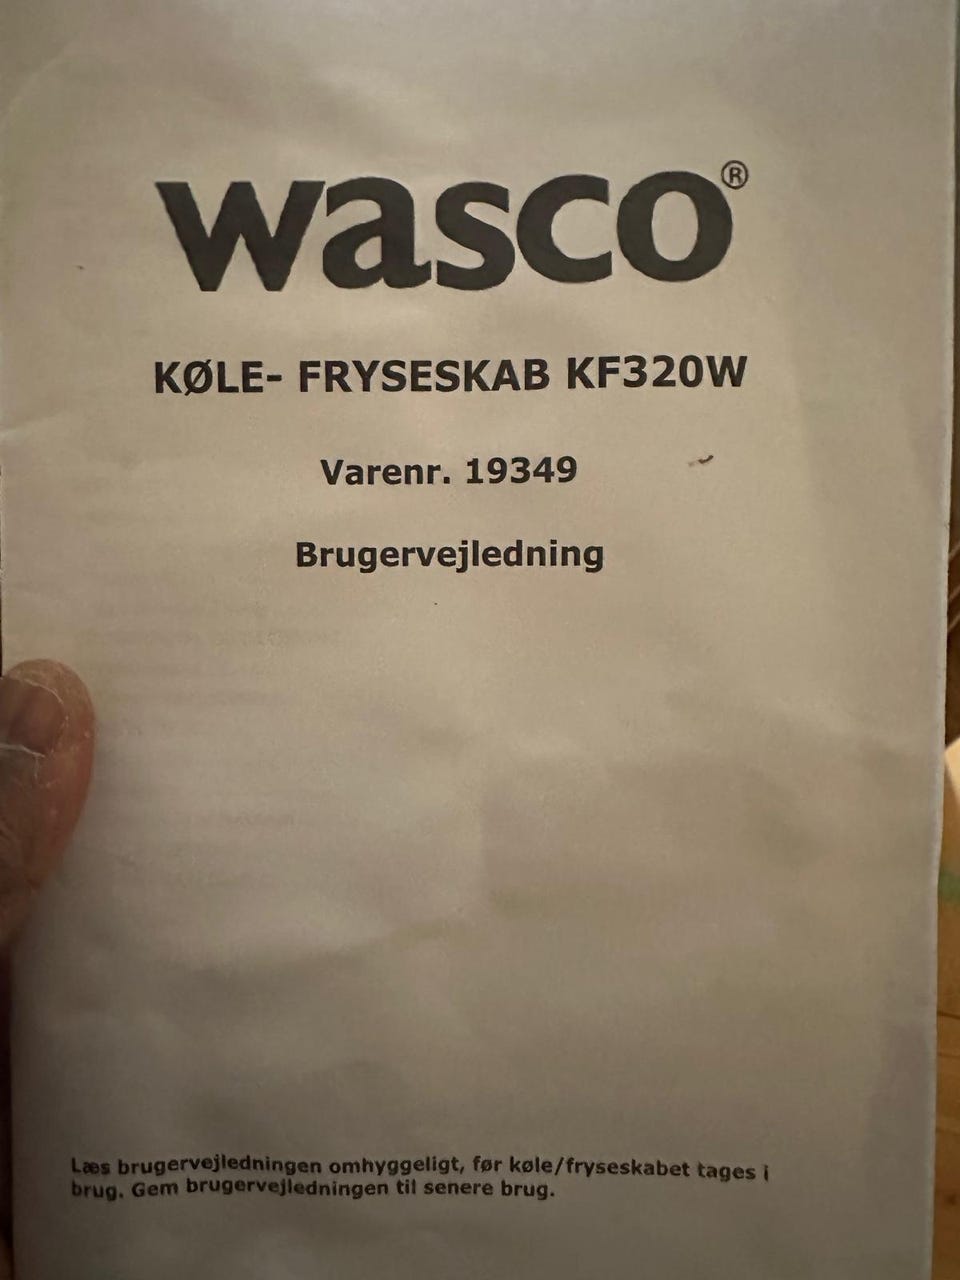 wasco®
KØLE- FRYSESKAB KF320W
Varenr. 19349
Brugervejledning
Læs brugervejledningen omhyggeligt, før køle/fryseskabet tages i
brug. Gem brugervejledningen til senere brug.